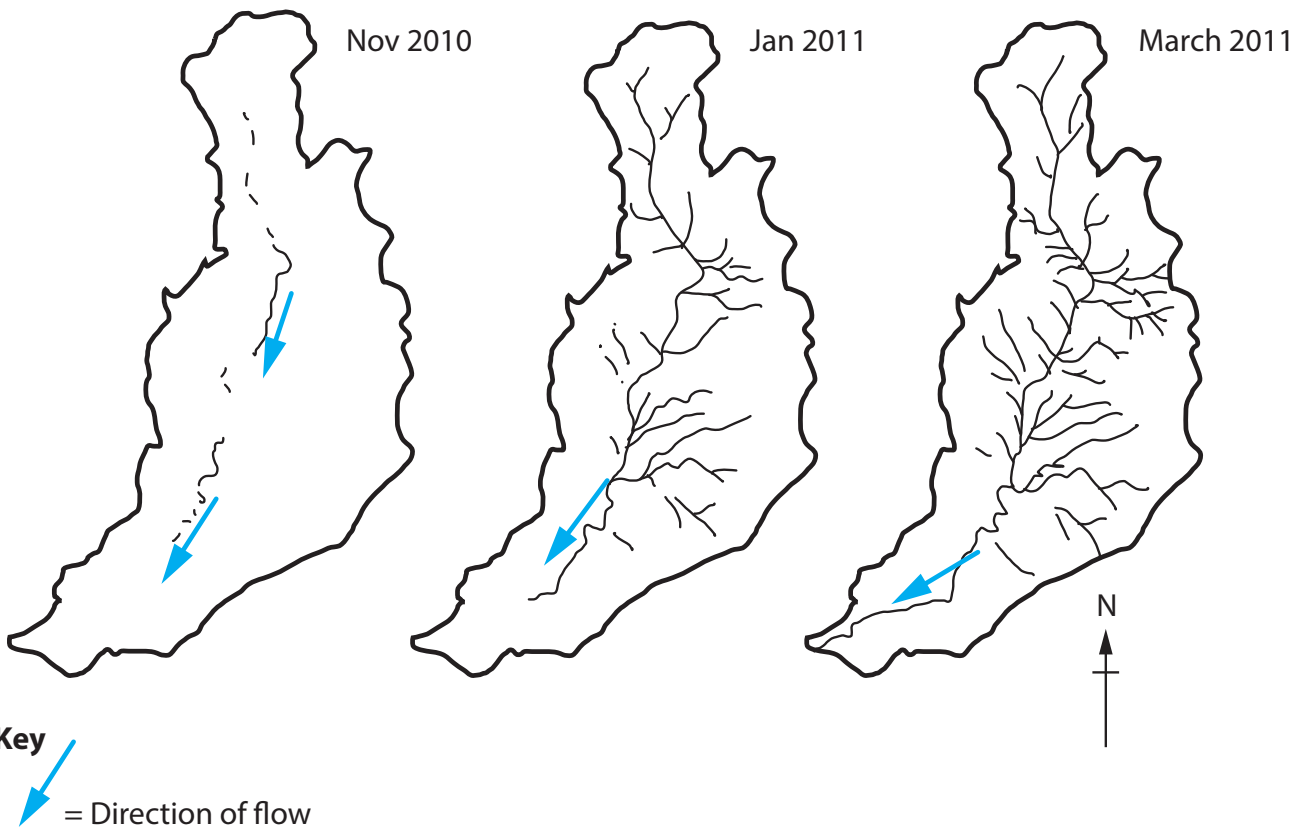 Nov 2010
Jan 2011
March 2011
N
Key
= Direction of flow